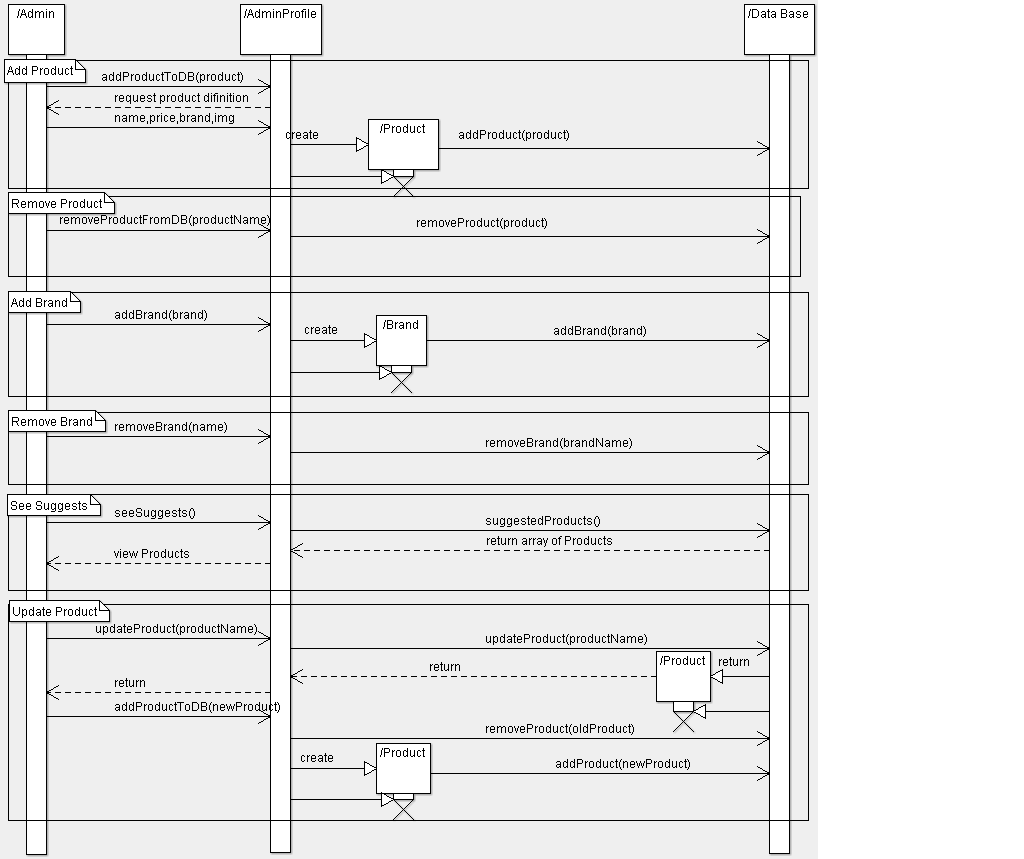 /Admin
/AdminProfile
/Data Base
Add Product
addProductToDB(product)
request product difinition
name,price,brand,img
create
/Product
addProduct(product)
Remove Product
removeProductFromDB(productName)
removeProduct(product)
Add Brand
addBrand(brand)
create
/Brand
addBrand(brand)
Remove Brand
removeBrand(name)
removeBrand(brandName)
See Suggests
seeSuggests()
suggestedProducts()
return array of Products
view Products
Update Product
updateProduct(productName)
updateProduct(productName)
return
/Product
return
return
addProductToDB(newProduct)
removeProduct(oldProduct)
create
/Product
addProduct(newProduct)